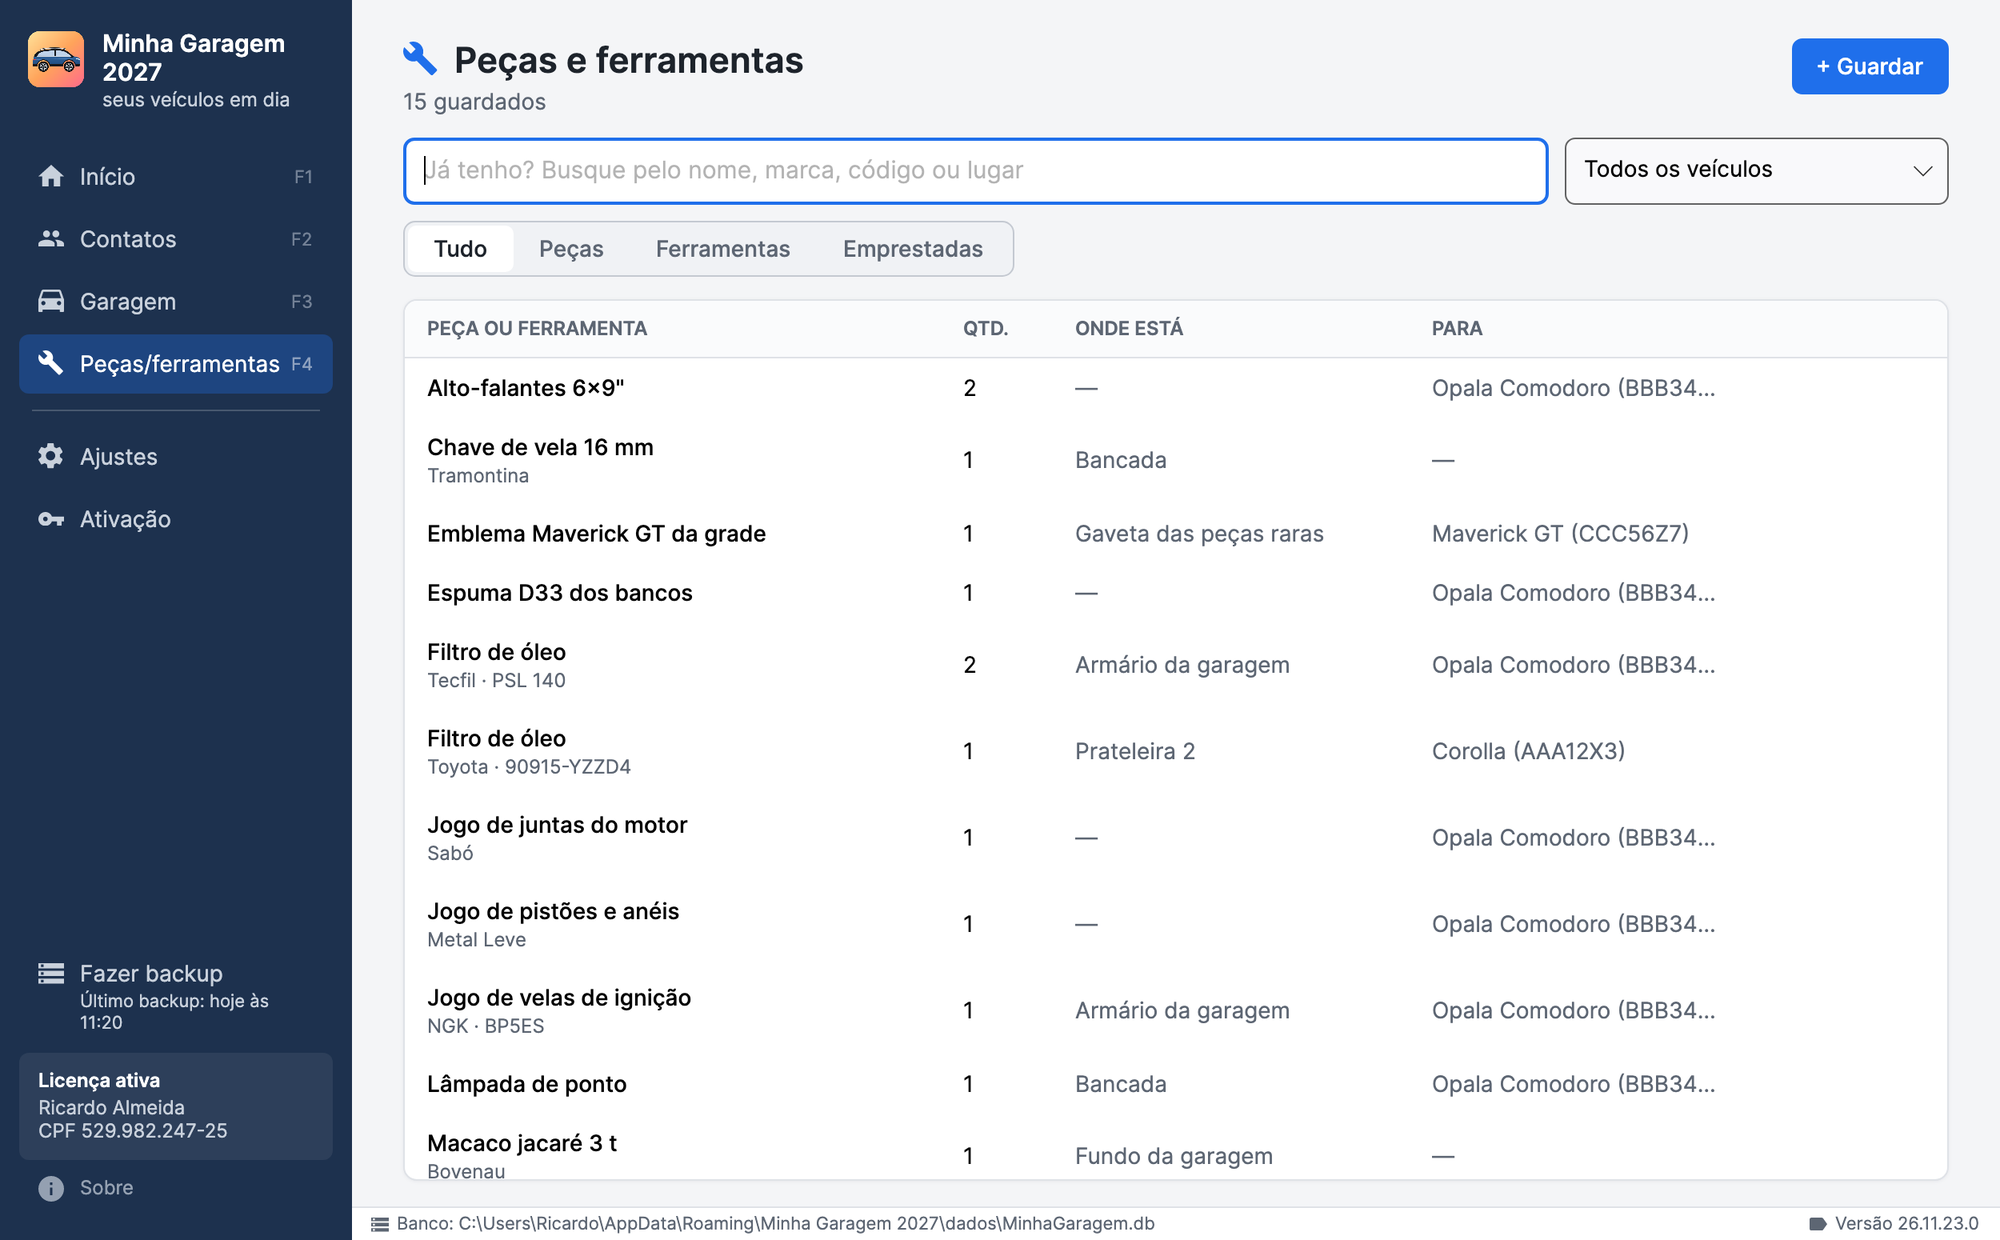 Minha Garagem
2027
seus veículos em dia
Início F1
Contatos F2
Garagem F3
Peças/ferramentas F4
Ajustes
Ativação
Fazer backup
Último backup: hoje às
11:20
Licença ativa
Ricardo Almeida
CPF 529.982.247-25
Sobre
Peças e ferramentas
15 guardados
+ Guardar
Já tenho? Busque pelo nome, marca, código ou lugar
Todos os veículos
Tudo Peças Ferramentas Emprestadas
PEÇA OU FERRAMENTA QTD. ONDE ESTÁ PARA
Alto-falantes 6×9" 2 — Opala Comodoro (BBB34...
Chave de vela 16 mm
Tramontina
1 Bancada —
Emblema Maverick GT da grade 1 Gaveta das peças raras Maverick GT (CCC56Z7)
Espuma D33 dos bancos 1 — Opala Comodoro (BBB34...
Filtro de óleo
Tecfil · PSL 140
2 Armário da garagem Opala Comodoro (BBB34...
Filtro de óleo
Toyota · 90915-YZZD4
1 Prateleira 2 Corolla (AAA12X3)
Jogo de juntas do motor
Sabó
1 — Opala Comodoro (BBB34...
Jogo de pistões e anéis
Metal Leve
1 — Opala Comodoro (BBB34...
Jogo de velas de ignição
NGK · BP5ES
1 Armário da garagem Opala Comodoro (BBB34...
Lâmpada de ponto 1 Bancada Opala Comodoro (BBB34...
Macaco jacaré 3 t
Bovenau
1 Fundo da garagem —
Banco: C:\Users\Ricardo\AppData\Roaming\Minha Garagem 2027\dados\MinhaGaragem.db
Versão 26.11.23.0